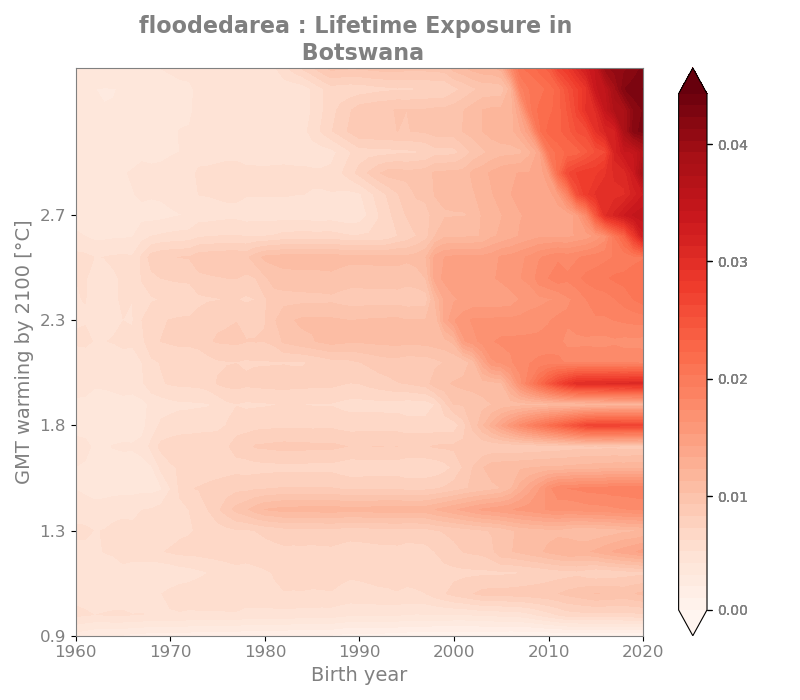 floodedarea : Lifetime Exposure in
Botswana
GMT warming by 2100 [°C]
2.7
2.3
1.8
1.3
0.9
1960 1970 1980 1990 2000 2010 2020
Birth year
0.04
0.03
0.02
0.01
0.00